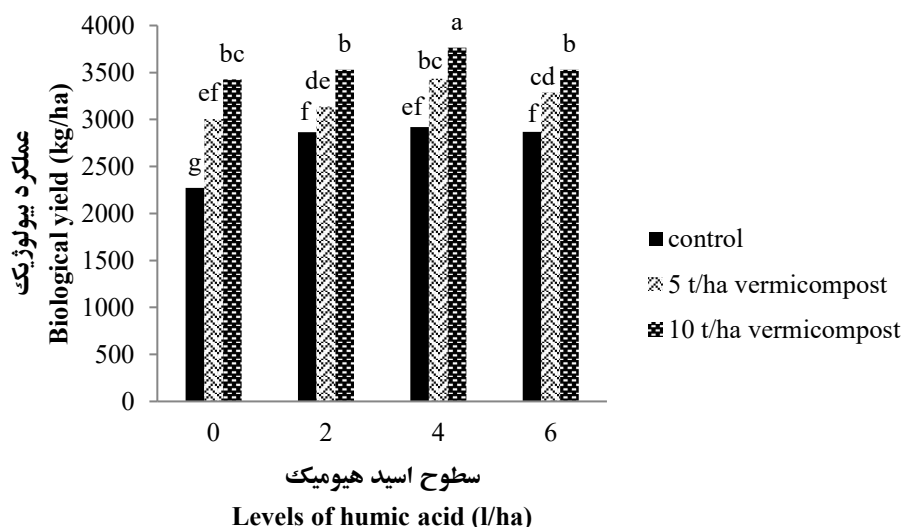 عملکرد بیولوژیک
Biological yield (kg/ha)
4000
3500
3000
2500
2000
1500
1000
500
0
g
ef
bc
f
de
b
ef
bc
a
f
cd
b
0
2
4
6
سطوح اسید هیومیک
Levels of humic acid (l/ha)
control
5 t/ha vermicompost
10 t/ha vermicompost